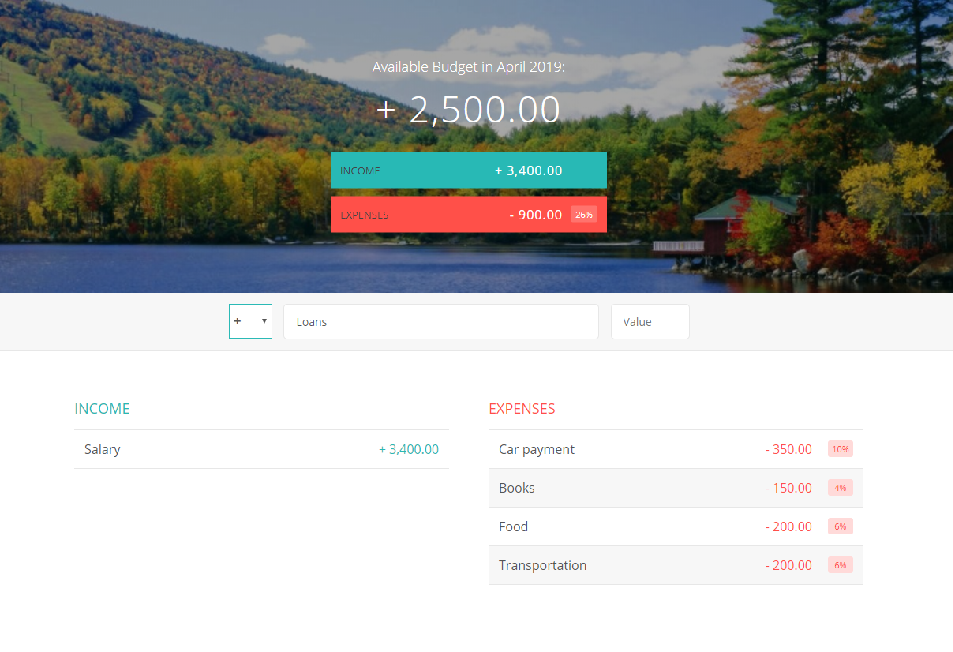 Available Budget in April 2019:
+ 2,500.00
INCOME + 3,400.00
EXPENSES - 900.00 26%
+ ▾ Loans Value
INCOME
Salary + 3,400.00
EXPENSES
Car payment - 350.00 10%
Books 150.00 4%
Food - 200.00 6%
Transportation - 200.00 6%